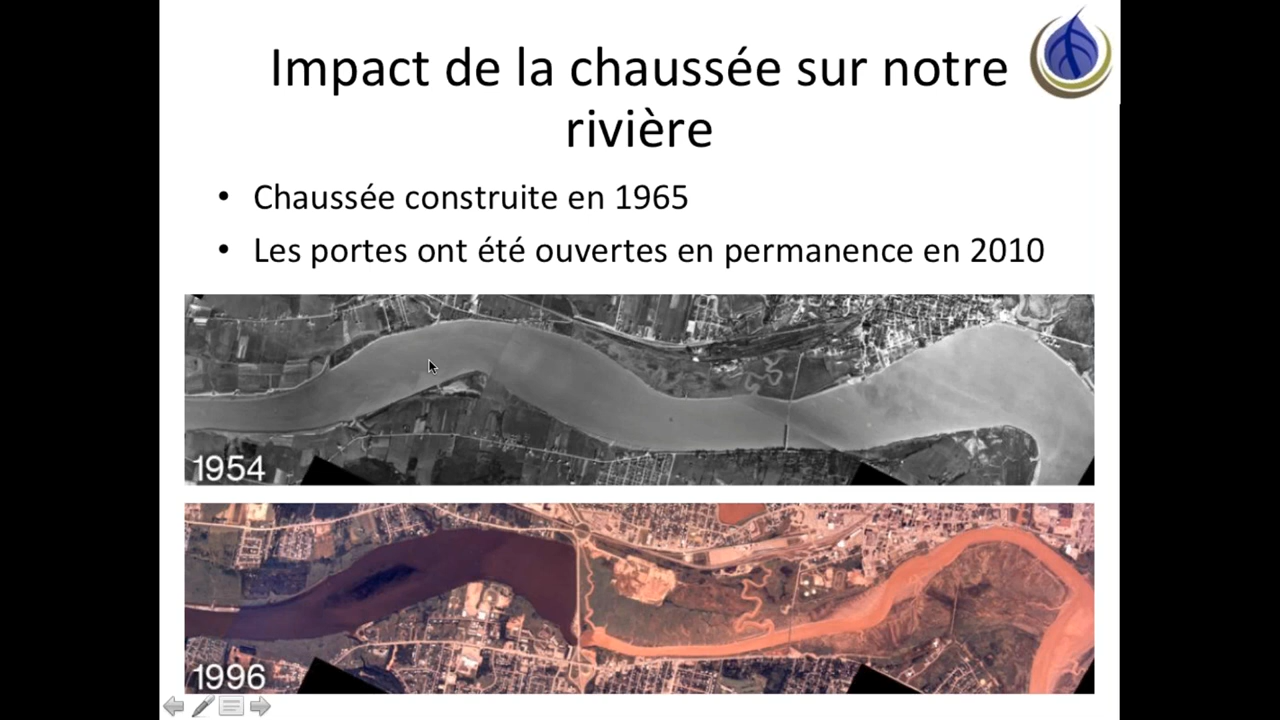 Impact de la chaussée sur notre
rivière
• Chaussée construite en 1965
• Les portes ont été ouvertes en permanence en 2010
1954
1996